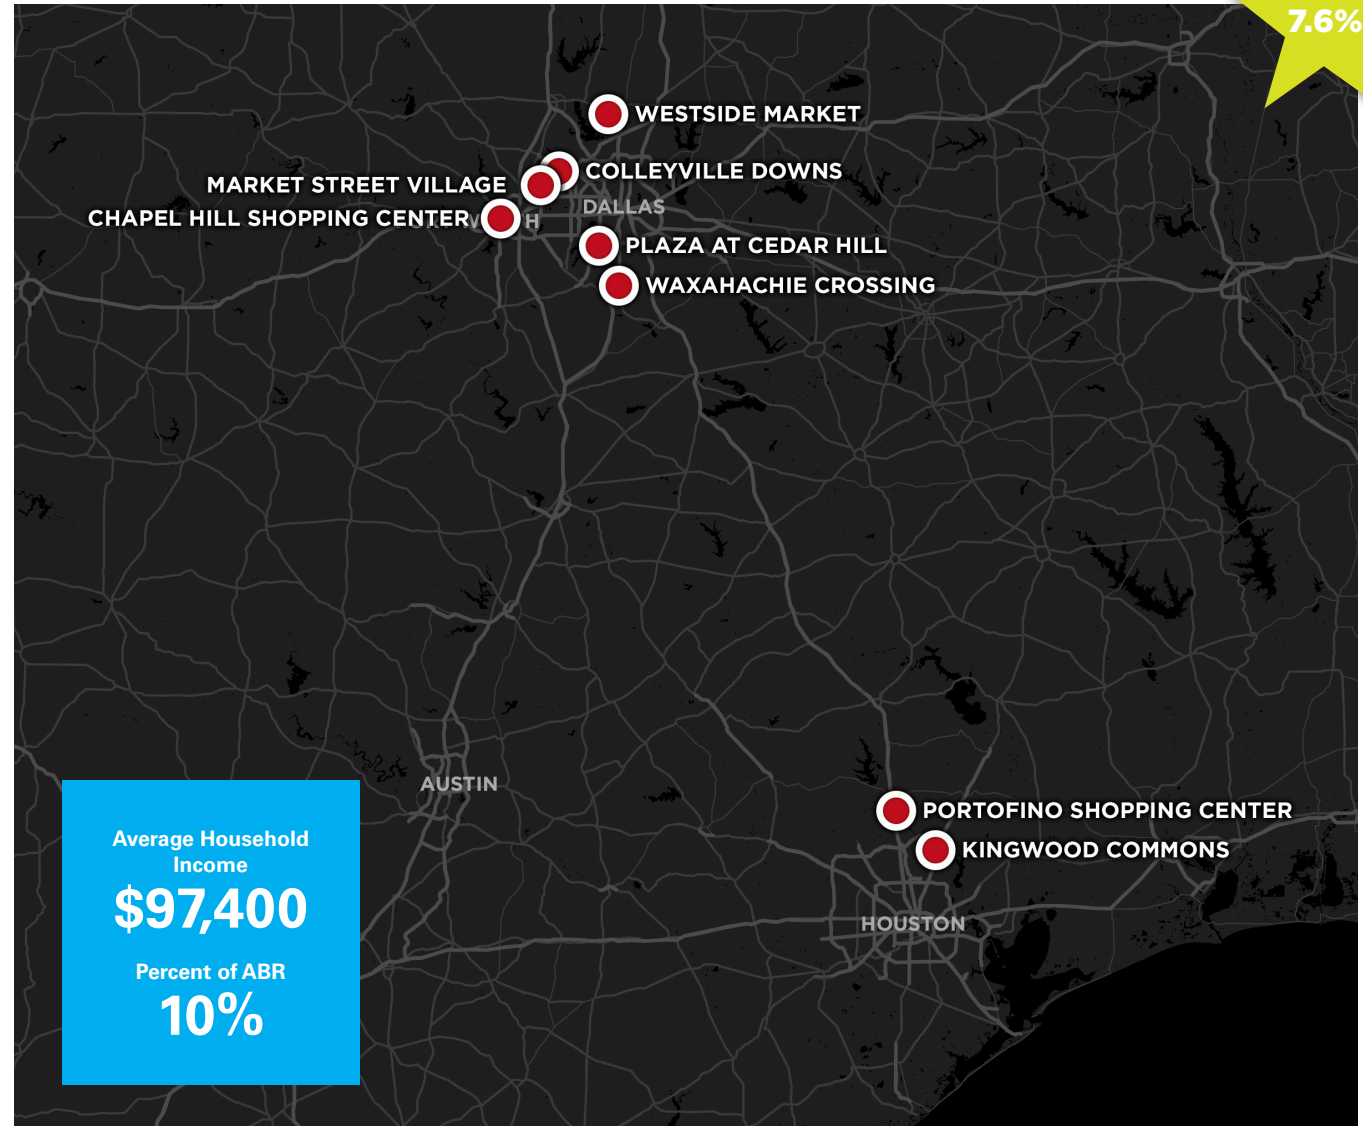 7.6%
WESTSIDE MARKET
COLLEYVILLE DOWNS
MARKET STREET VILLAGE
DALLAS
CHAPEL HILL SHOPPING CENTER
PLAZA AT CEDAR HILL
WAXAHACHIE CROSSING
AUSTIN
PORTOFINO SHOPPING CENTER
KINGWOOD COMMONS
HOUSTON
Average Household
Income
$97,400
Percent of ABR
10%